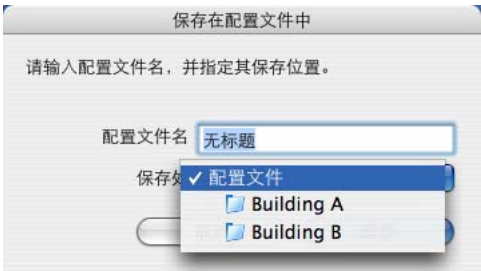 保存在配置文件中
请输入配置文件名，并指定其保存位置。
配置文件名 无标题
保存处 配置文件
Building A
Building B